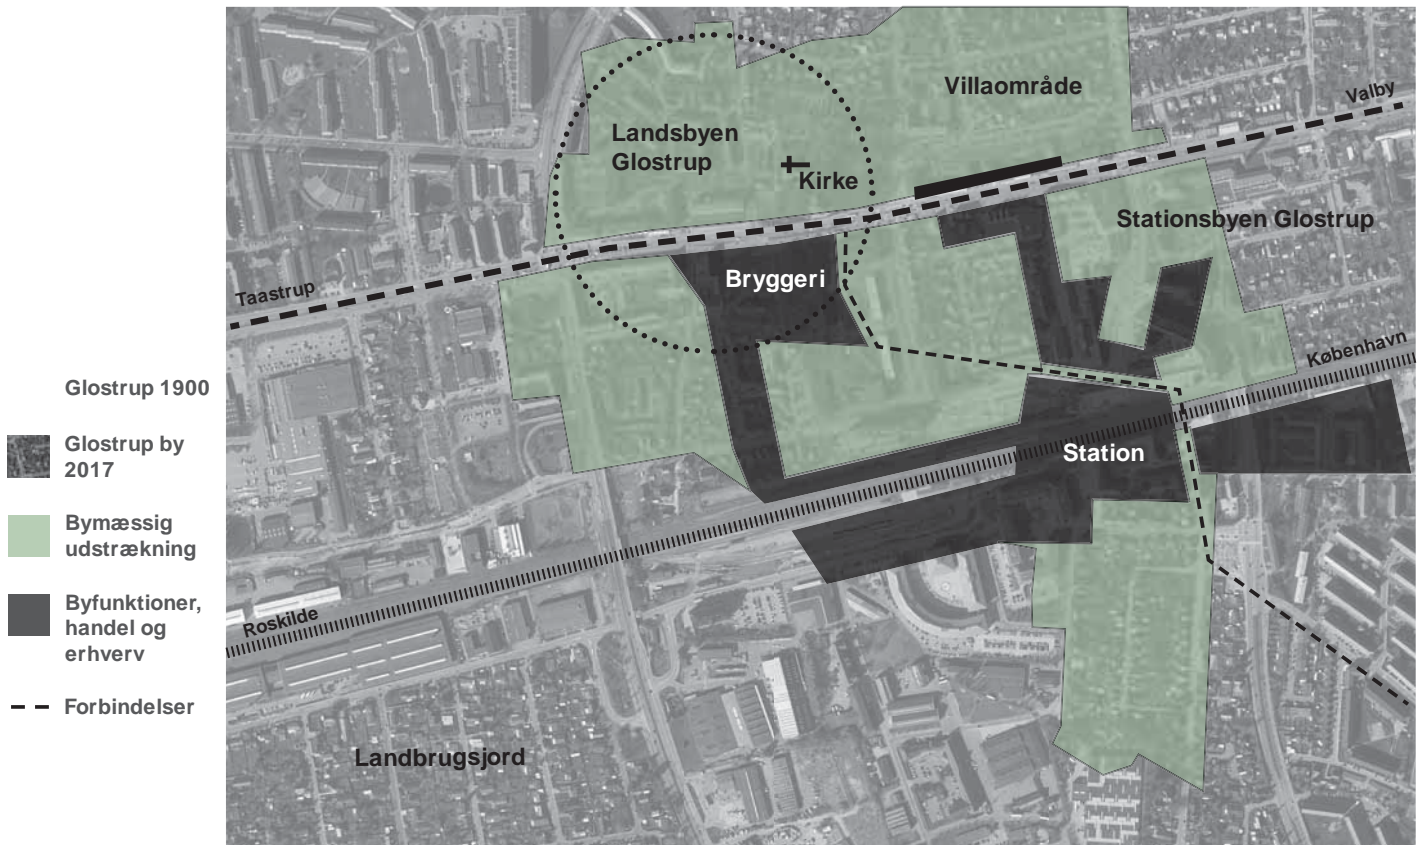 Glostrup 1900
Glostrup by
2017
Bymæssig
udstrækning
Byfunktioner,
handel og
erhverv
Forbindelser
Villaområde
Valby
Landsbyen
Glostrup
Kirke
Stationsbyen Glostrup
Bryggeri
Taastrup
København
Station
Roskilde
Landbrugsjord